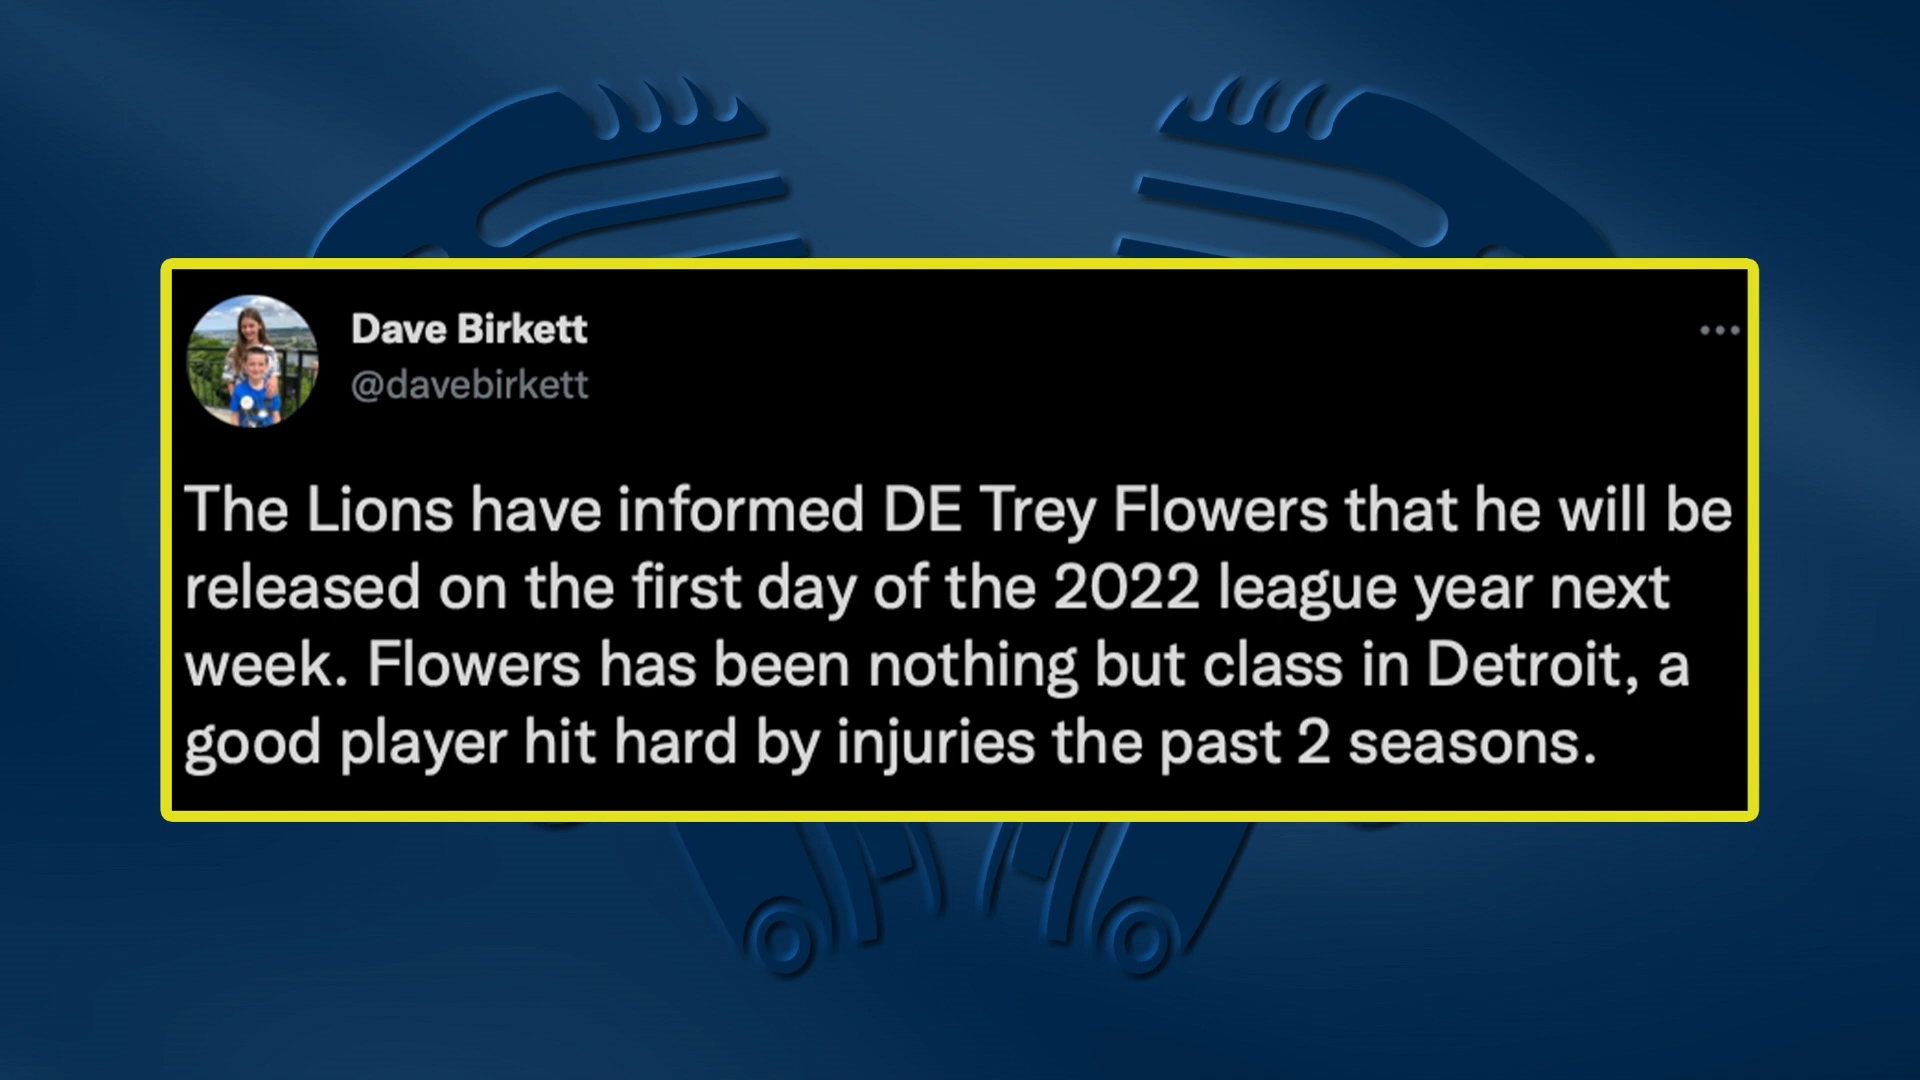 Dave Birkett
@davebirkett
The Lions have informed DE Trey Flowers that he will be
released on the first day of the 2022 league year next
week. Flowers has been nothing but class in Detroit, a
good player hit hard by injuries the past 2 seasons.